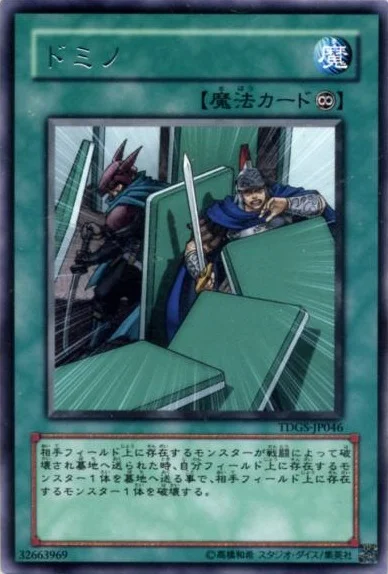 ドミノ
魔
【魔法カード∞】
TDGS-JP046
相手フィールド上に存在するモンスターが戦闘によって破
壊され墓地へ送られた時、自分フィールド上に存在するモ
ンスター1体を墓地へ送る事で、相手フィールド上に存在
するモンスター1体を破壊する。
32663969
©高橋和希 スタジオ・ダイス/集英社